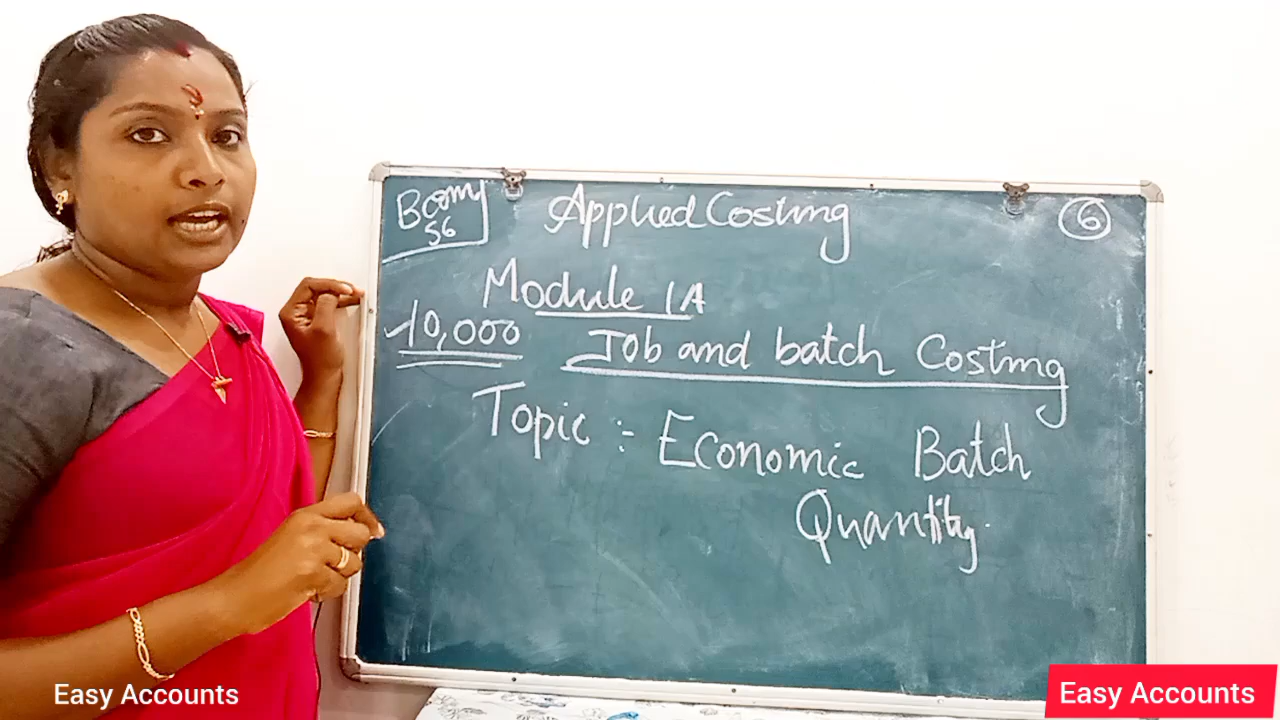 BCom
56
Applied Costing
6
Module 1A
10,000
Job and batch Costing
Topic :- Economic Batch
Quantity.
Easy Accounts
Easy Accounts